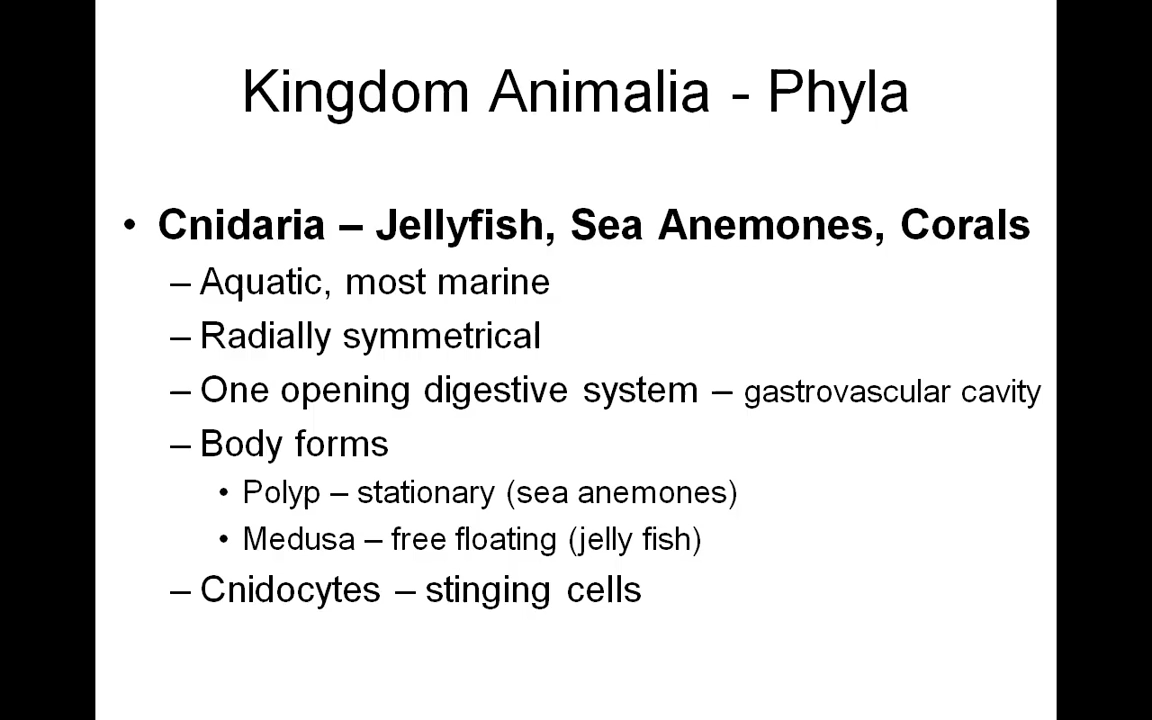 Kingdom Animalia - Phyla
• Cnidaria – Jellyfish, Sea Anemones, Corals
– Aquatic, most marine
– Radially symmetrical
– One opening digestive system – gastrovascular cavity
– Body forms
• Polyp – stationary (sea anemones)
• Medusa – free floating (jelly fish)
– Cnidocytes – stinging cells